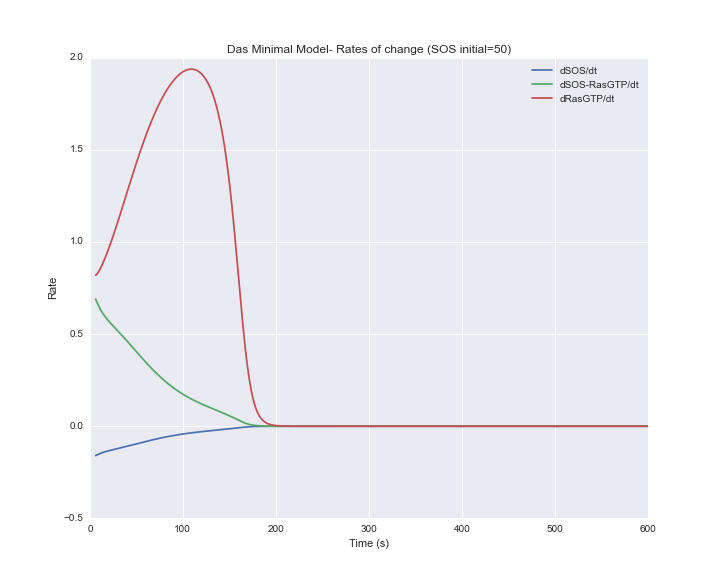 Das Minimal Model- Rates of change (SOS initial=50)
2.0
1.5
1.0
0.5
0.0
−0.5
Rate
dSOS/dt
dSOS-RasGTP/dt
dRasGTP/dt
0 100 200 300 400 500 600
Time (s)